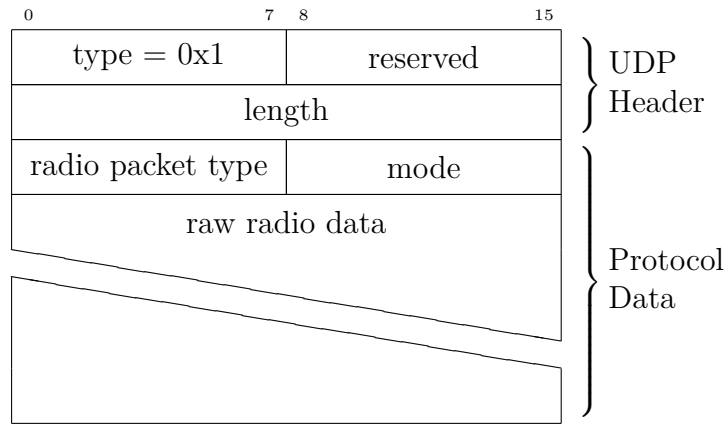 0 7 8 15
type = 0x1 reserved
UDP
Header
length
radio packet type mode
raw radio data
Protocol
Data